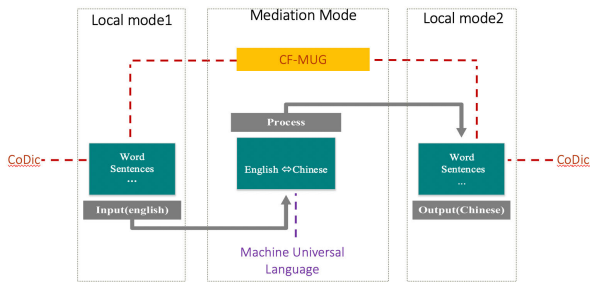 Local mode1
Mediation Mode
Local mode2
CF-MUG
Process
CoDic
Word
Sentences
...
English ⇔Chinese
Word
Sentences
...
CoDic
Input(english)
Output(Chinese)
Machine Universal
Language